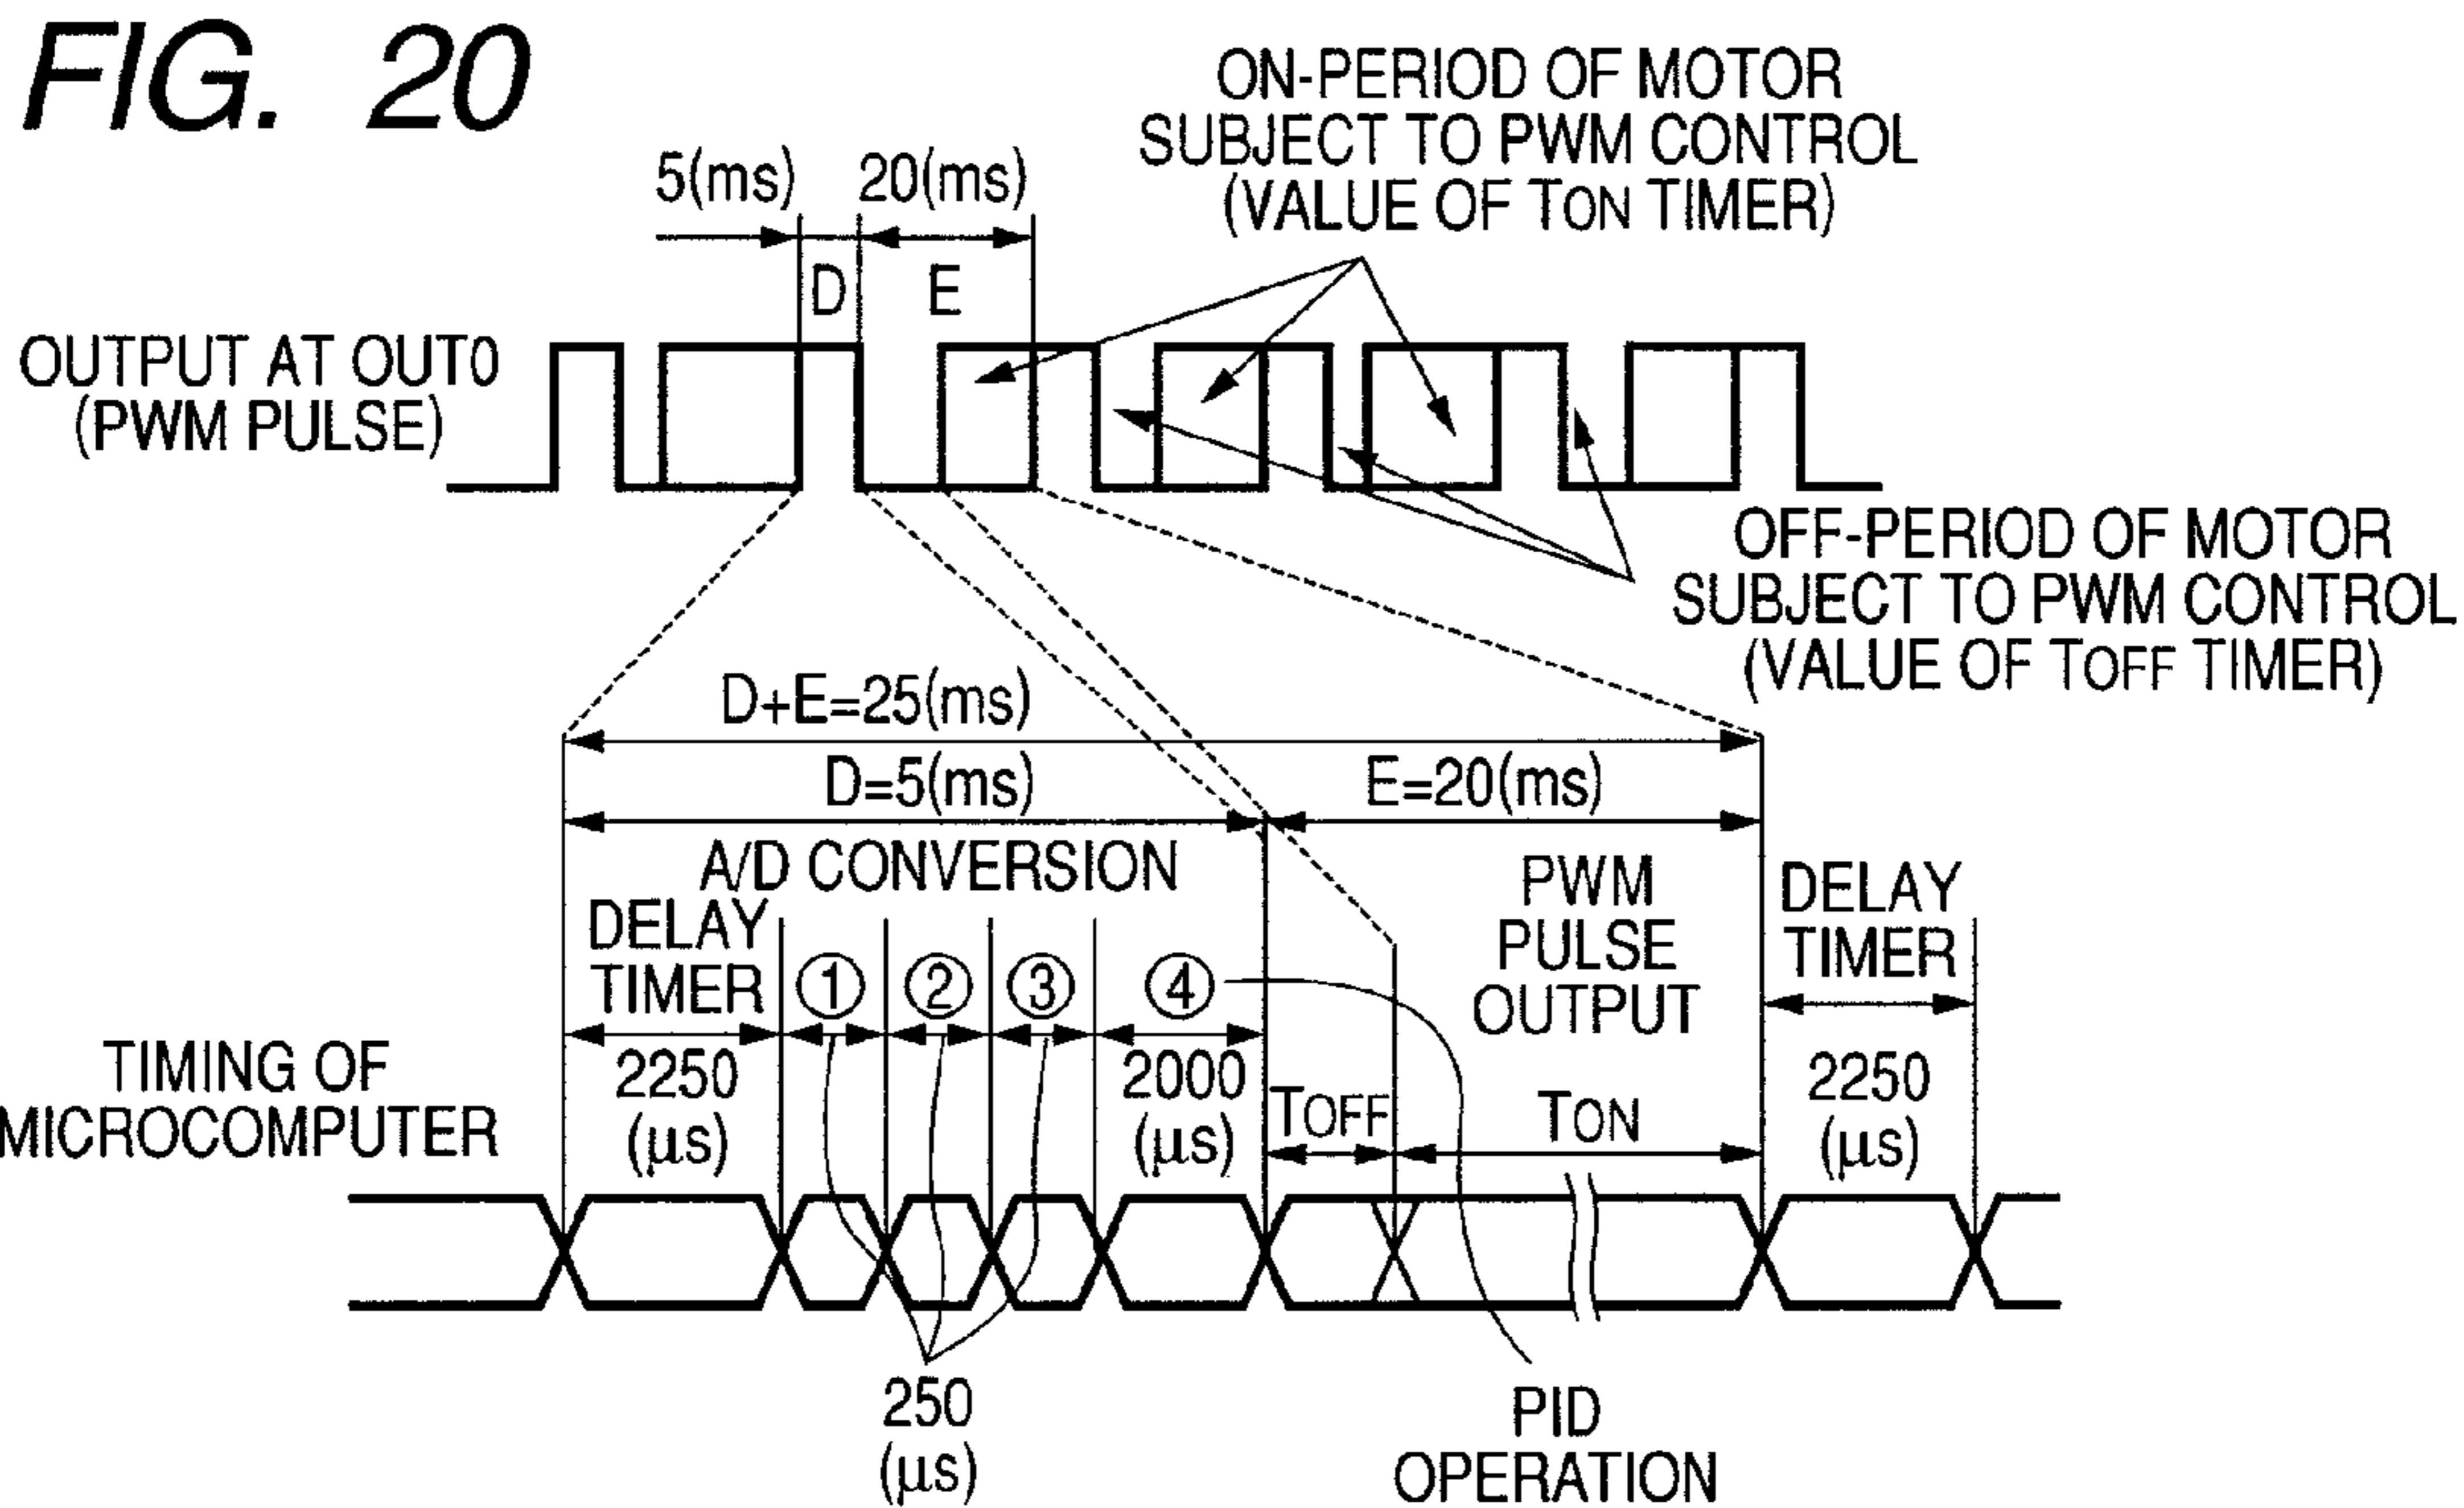 FIG. 20
ON-PERIOD OF MOTOR
SUBJECT TO PWM CONTROL
(VALUE OF TON TIMER)
5(ms)
20(ms)
D
E
OUTPUT AT OUT0
(PWM PULSE)
OFF-PERIOD OF MOTOR
SUBJECT TO PWM CONTROL
(VALUE OF TOFF TIMER)
D+E=25(ms)
D=5(ms)
E=20(ms)
A/D CONVERSION
DELAY
TIMER
①
②
③
④
PWM
PULSE
OUTPUT
DELAY
TIMER
TIMING OF
MICROCOMPUTER
2250
(μs)
2000
(μs)
TOFF
TON
2250
(μs)
250
(μs)
PID
OPERATION